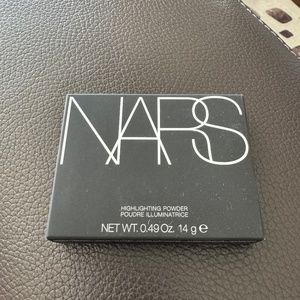 NARS
HIGHLIGHTING POWDER
POUDRE ILLUMINATRICE
NET WT. 0.49 Oz. 14 g ℮